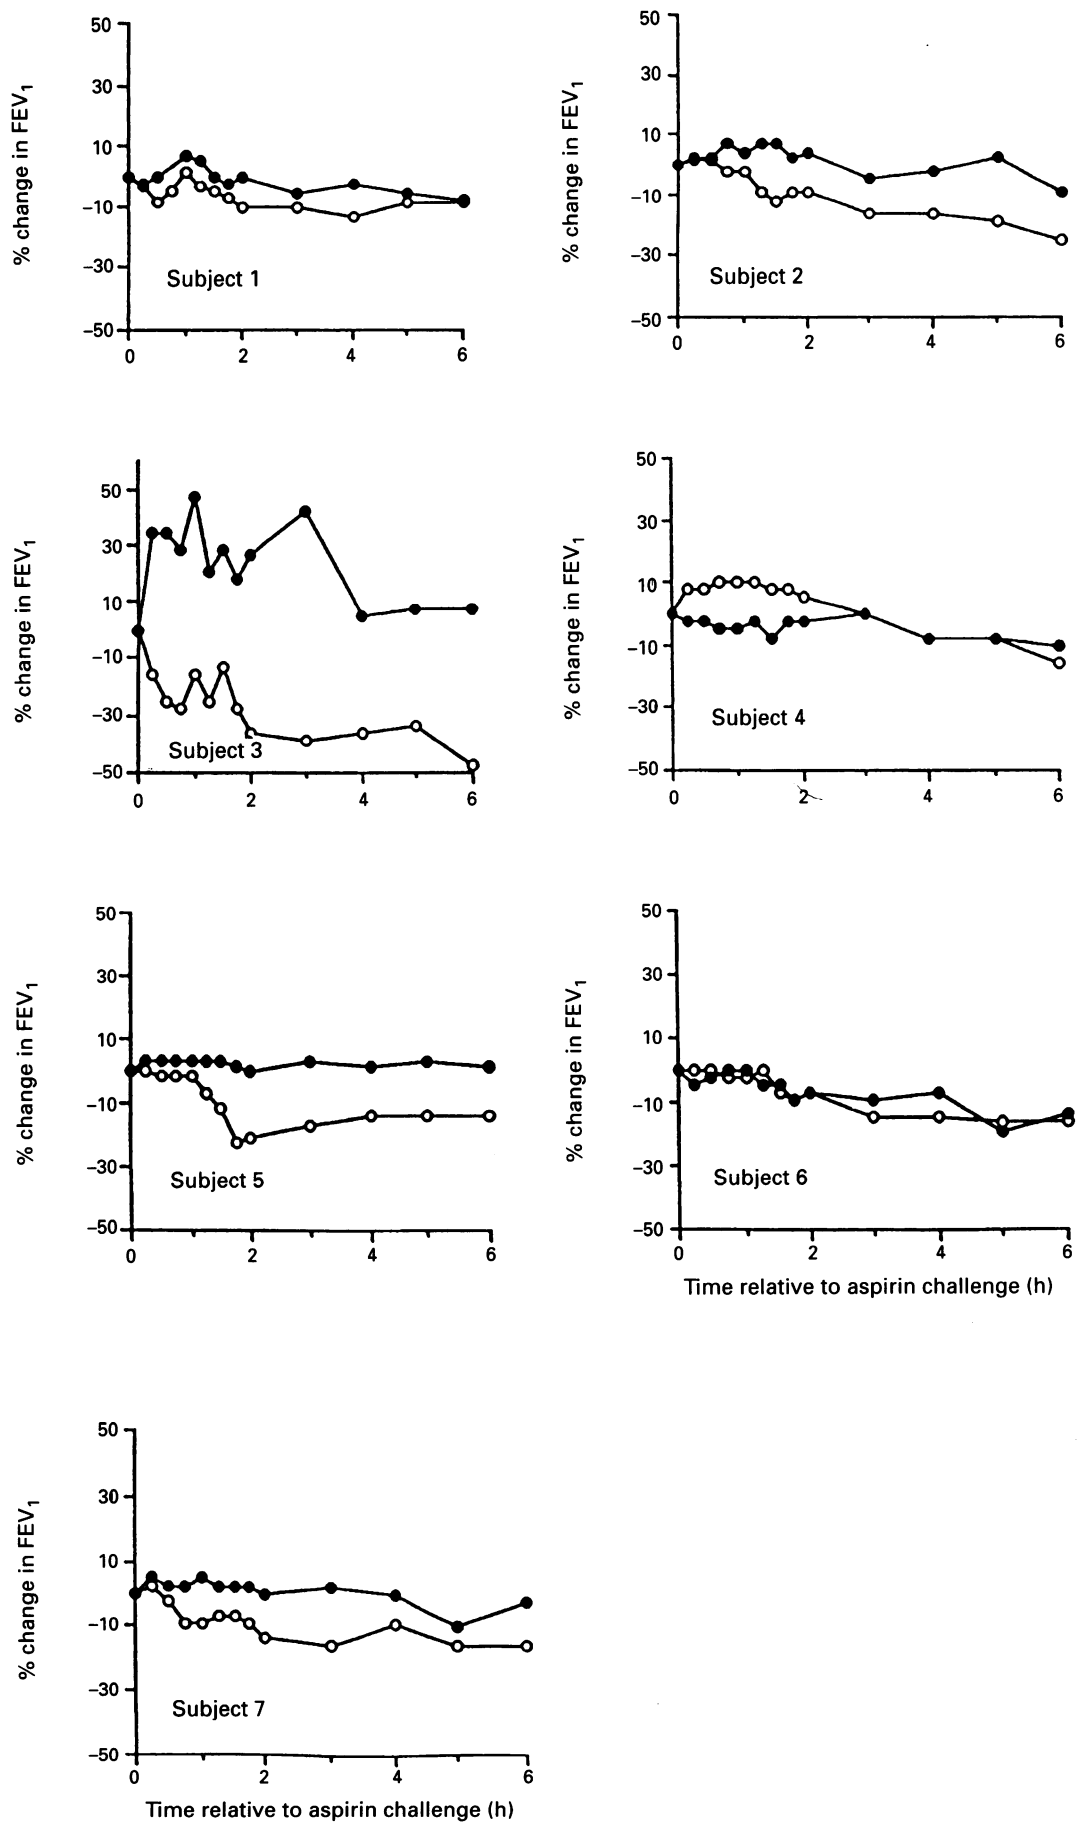 50
30
10
−10
−30
−50
% change in FEV1
Subject 1
0 2 4 6
50
30
10
−10
−30
−50
% change in FEV1
Subject 2
0 2 4 6
50
30
10
−10
−30
−50
% change in FEV1
Subject 3
0 2 4 6
50
30
10
−10
−30
−50
% change in FEV1
Subject 4
0 2 4 6
50
30
10
−10
−30
−50
% change in FEV1
Subject 5
0 2 4 6
50
30
10
−10
−30
−50
% change in FEV1
Subject 6
0 2 4 6
Time relative to aspirin challenge (h)
50
30
10
−10
−30
−50
% change in FEV1
Subject 7
0 2 4 6
Time relative to aspirin challenge (h)